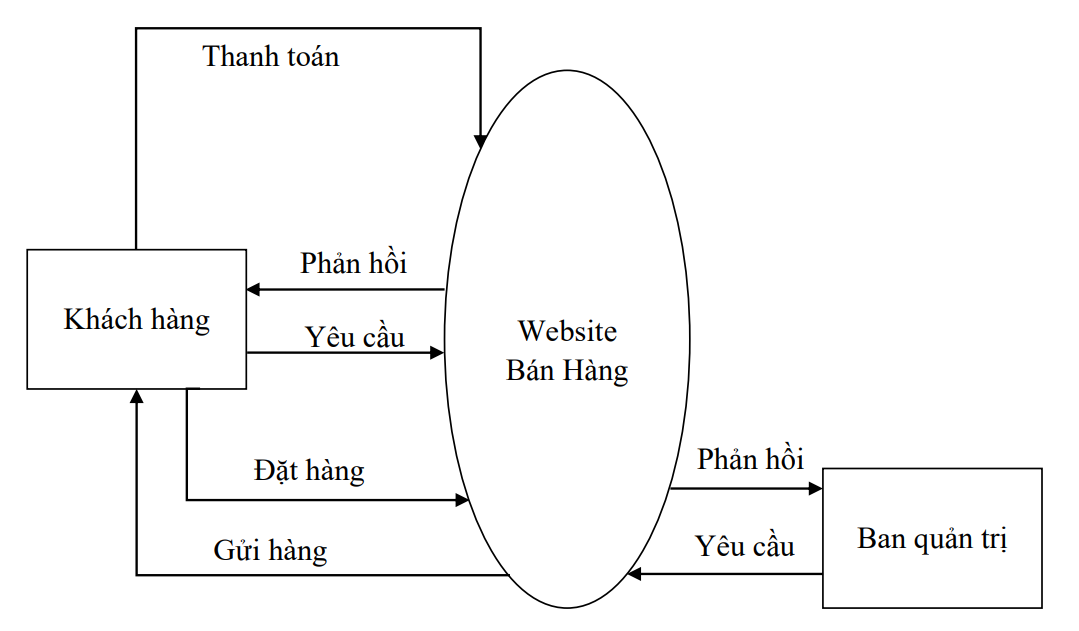 Thanh toán
Phản hồi
Khách hàng
Yêu cầu
Website
Bán Hàng
Đặt hàng
Gửi hàng
Phản hồi
Yêu cầu
Ban quản trị